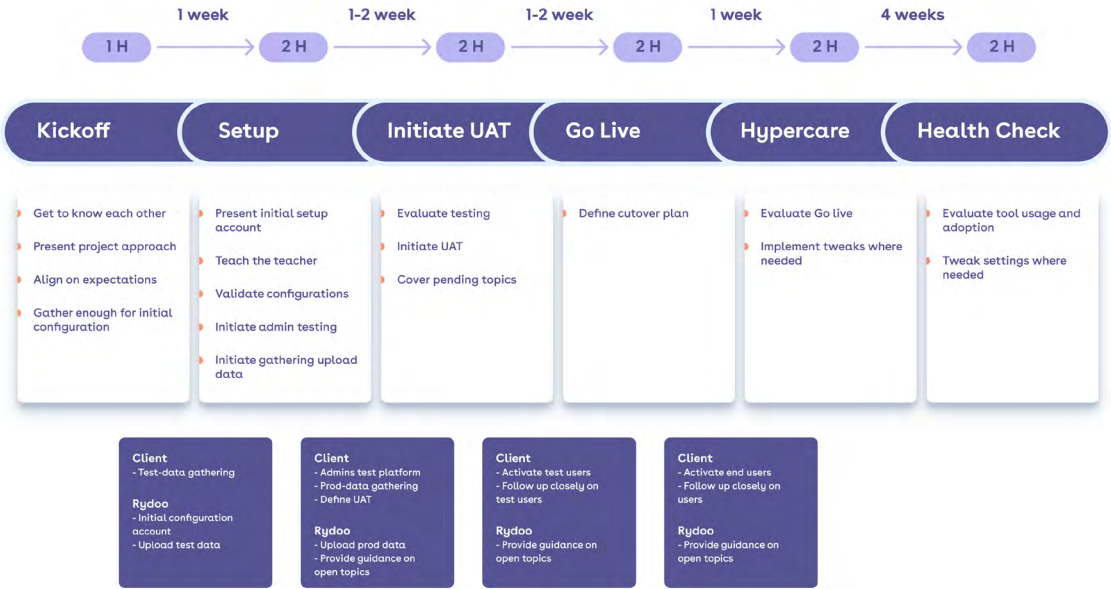 1 week
1-2 week
1-2 week
1 week
4 weeks
1 H
2 H
2 H
2 H
2 H
2 H
Kickoff
Setup
Initiate UAT
Go Live
Hypercare
Health Check
Get to know each other
Present project approach
Align on expectations
Gather enough for initial
configuration
Present initial setup
account
Teach the teacher
Validate configurations
Initiate admin testing
Initiate gathering upload
data
Evaluate testing
Initiate UAT
Cover pending topics
Define cutover plan
Evaluate Go live
Implement tweaks where
needed
Evaluate tool usage and
adoption
Tweak settings where
needed
Client
- Test-data gathering
Rydoo
- Initial configuration
account
- Upload test data
Client
- Admins test platform
- Prod-data gathering
- Define UAT
Rydoo
- Upload prod data
- Provide guidance on
open topics
Client
- Activate test users
- Follow up closely on
test users
Rydoo
- Provide guidance on
open topics
Client
- Activate end users
- Follow up closely on
users
Rydoo
- Provide guidance on
open topics